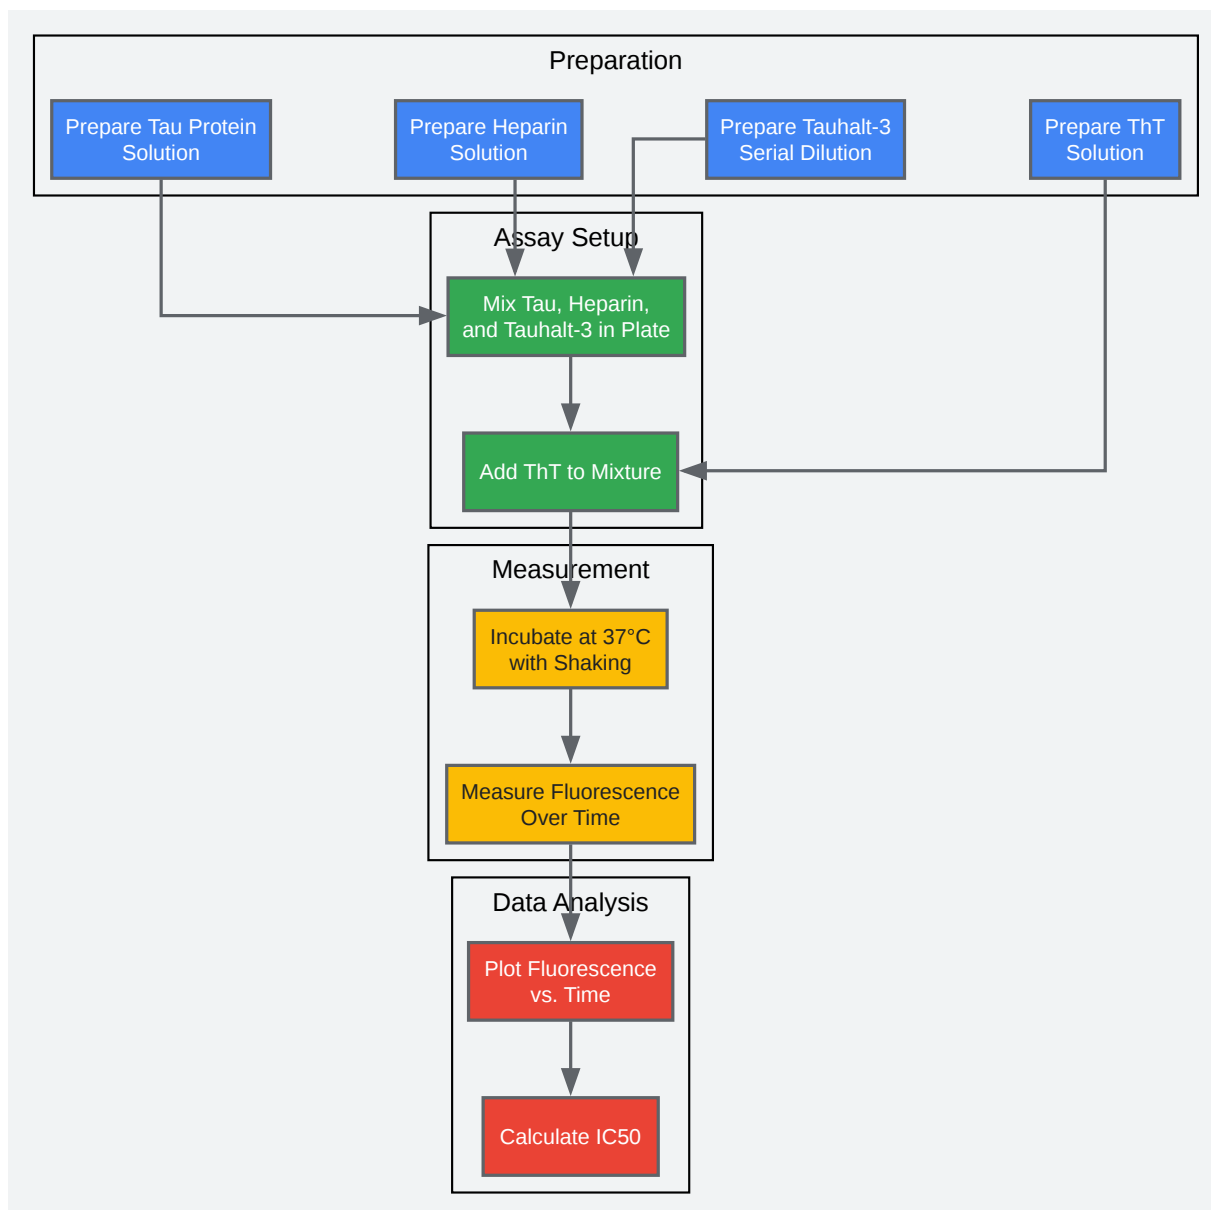 Preparation
Prepare Tau Protein
Solution
Prepare Heparin
Solution
Prepare Tauhalt-3
Serial Dilution
Prepare ThT
Solution
Assay Setup
Mix Tau, Heparin,
and Tauhalt-3 in Plate
Add ThT to Mixture
Measurement
Incubate at 37°C
with Shaking
Measure Fluorescence
Over Time
Data Analysis
Plot Fluorescence
vs. Time
Calculate IC50